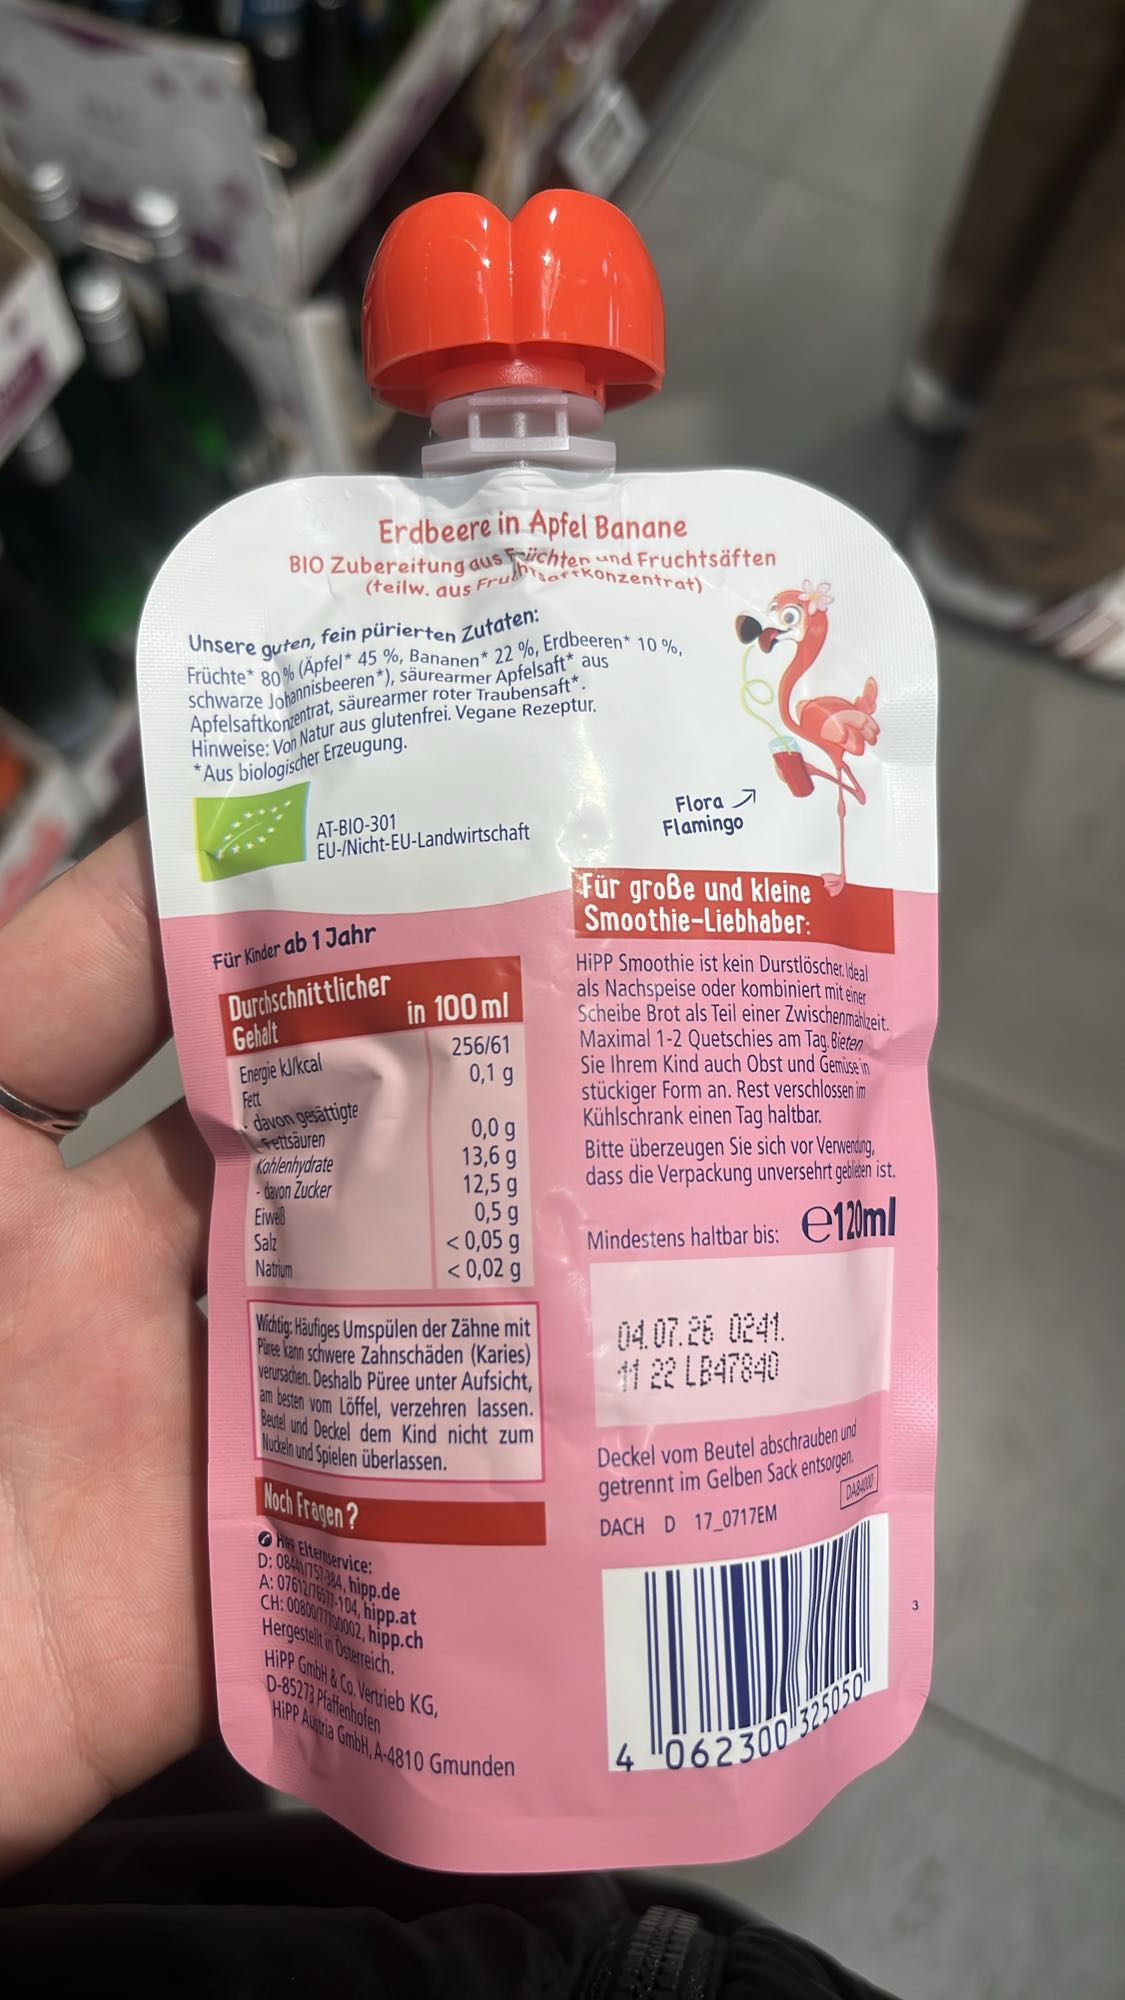 Erdbeere in Apfel Banane
BIO Zubereitung aus Früchten und Fruchtsäften
(teilw. aus Fruchtsaftkonzentrat)
Unsere guten, fein pürierten Zutaten:
Früchte* 80 % (Äpfel* 45 %, Bananen* 22 %, Erdbeeren* 10 %,
schwarze Johannisbeeren*), säurearmer Apfelsaft* aus
Apfelsaftkonzentrat, säurearmer roter Traubensaft*.
Hinweise: Von Natur aus glutenfrei. Vegane Rezeptur.
*Aus biologischer Erzeugung.
AT-BIO-301
EU-/Nicht-EU-Landwirtschaft
Flora
Flamingo
Für Kinder ab 1 Jahr
Durchschnittlicher
Gehalt in 100 ml
Energie kJ/kcal 256/61
Fett 0,1 g
- davon gesättigte
Fettsäuren 0,0 g
Kohlenhydrate 13,6 g
- davon Zucker 12,5 g
Eiweiß 0,5 g
Salz < 0,05 g
Natrium < 0,02 g
Wichtig: Häufiges Umspülen der Zähne mit
Püree kann schwere Zahnschäden (Karies)
verursachen. Deshalb Püree unter Aufsicht,
am besten vom Löffel, verzehren lassen.
Beutel und Deckel dem Kind nicht zum
Nuckeln und Spielen überlassen.
Noch Fragen?
HiPP Elternservice:
D: 08441/757-384, hipp.de
A: 07612/76577-104, hipp.at
CH: 00800/77700002, hipp.ch
Hergestellt in Österreich.
HiPP GmbH & Co. Vertrieb KG,
D-85273 Pfaffenhofen
HiPP Austria GmbH, A-4810 Gmunden
Für große und kleine
Smoothie-Liebhaber:
HiPP Smoothie ist kein Durstlöscher. Ideal
als Nachspeise oder kombiniert mit einer
Scheibe Brot als Teil einer Zwischenmahlzeit.
Maximal 1-2 Quetschies am Tag. Bieten
Sie Ihrem Kind auch Obst und Gemüse in
stückiger Form an. Rest verschlossen im
Kühlschrank einen Tag haltbar.
Bitte überzeugen Sie sich vor Verwendung,
dass die Verpackung unversehrt geblieben ist.
Mindestens haltbar bis: e120ml
04.07.26 0241.
11 22 LB47840
Deckel vom Beutel abschrauben und
getrennt im Gelben Sack entsorgen.
DACH D 17_0717EM
3
4 062300 325050